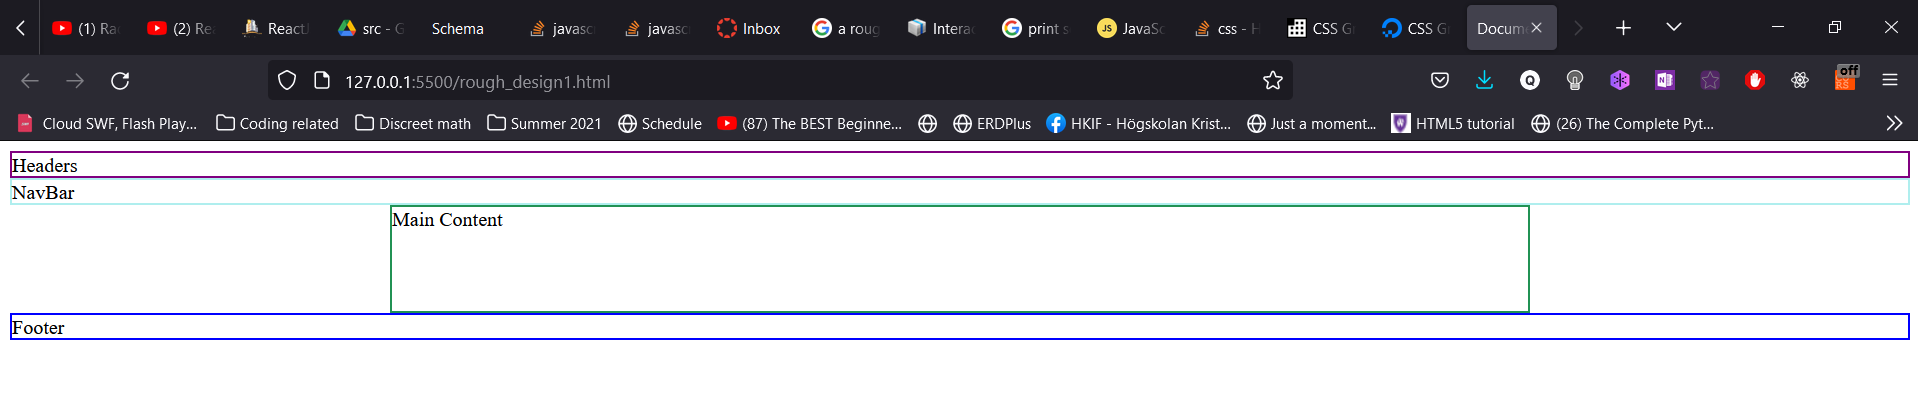 (1) Ra (2) Re ReactJ src - G Schema javasc javasc Inbox a roug Interac print s JavaSc css - H CSS G CSS G Docum
127.0.0.1:5500/rough_design1.html off
Cloud SWF, Flash Play... Coding related Discreet math Summer 2021 Schedule (87) The BEST Beginne... ERDPlus HKIF - Högskolan Krist... Just a moment... HTML5 tutorial (26) The Complete Pyt...
Headers
NavBar
Main Content
Footer